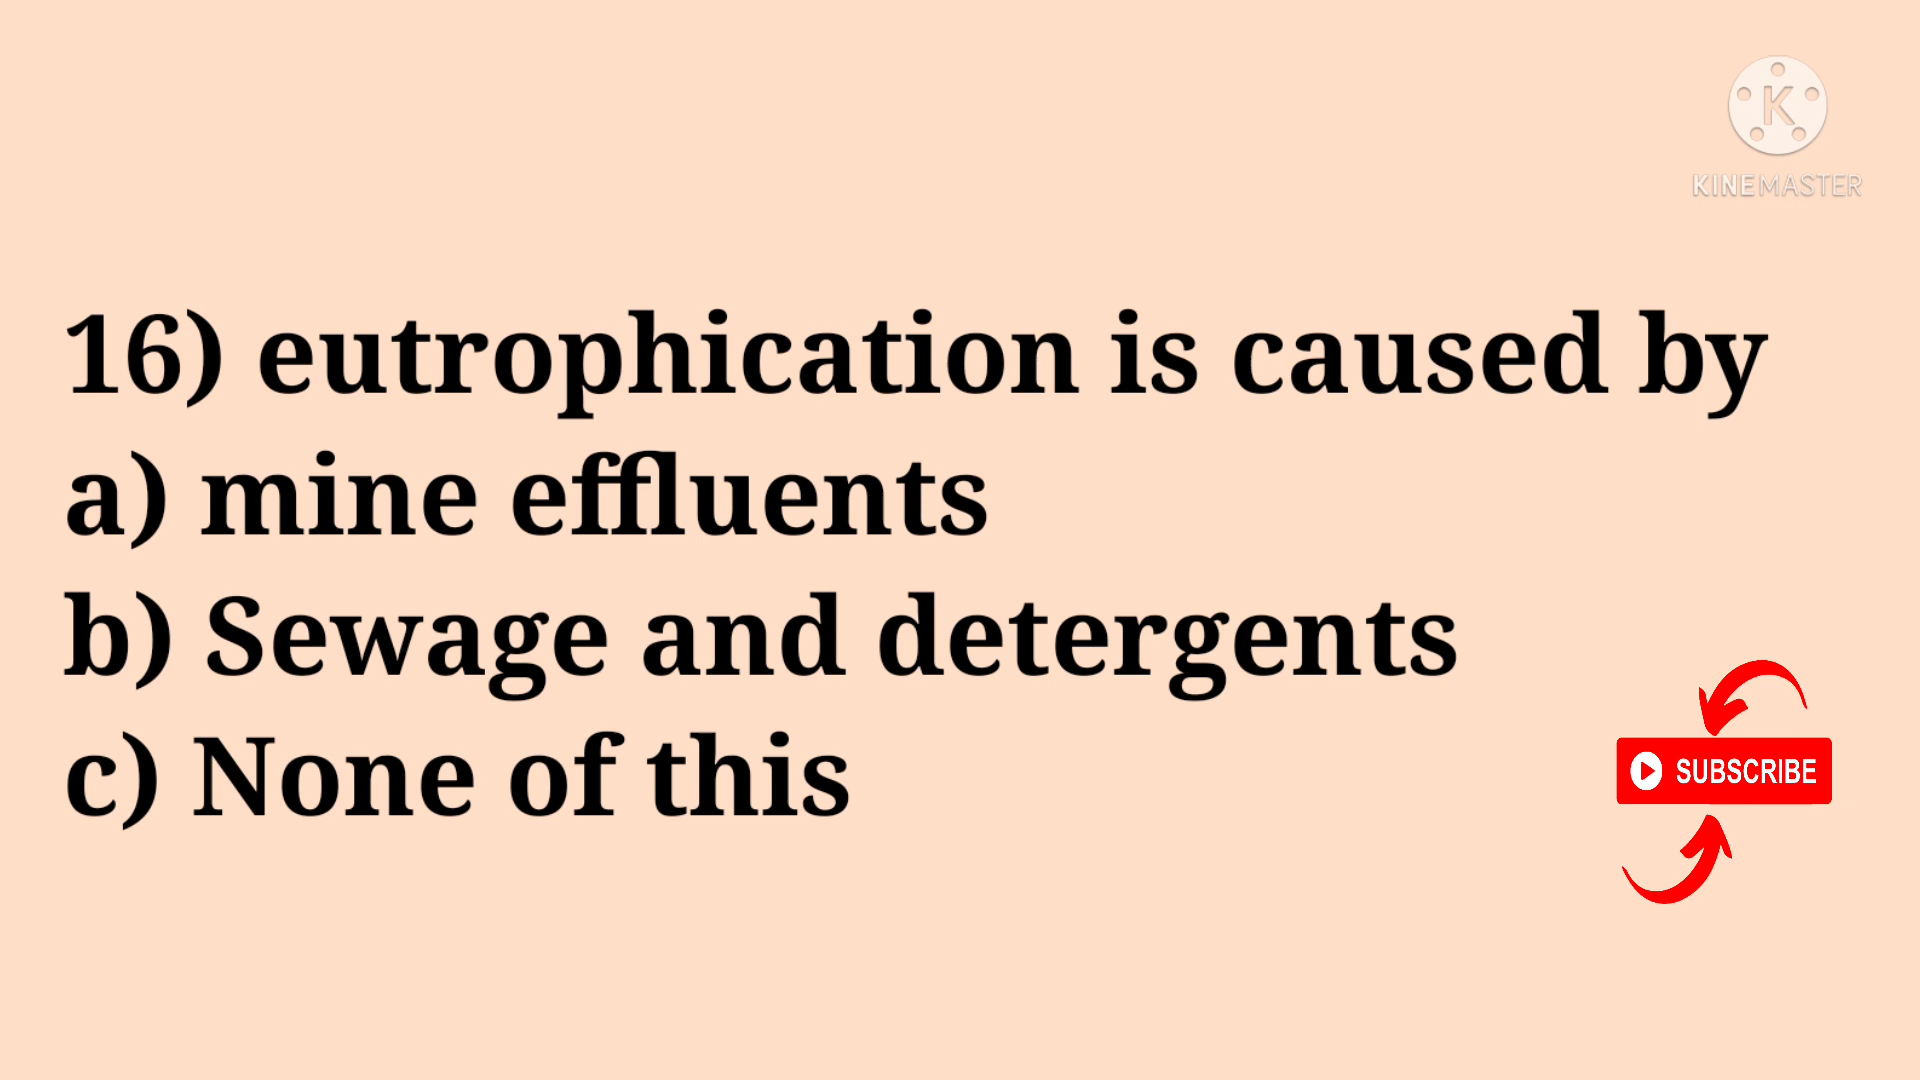 K
KINEMASTER
16) eutrophication is caused by
a) mine effluents
b) Sewage and detergents
c) None of this
SUBSCRIBE